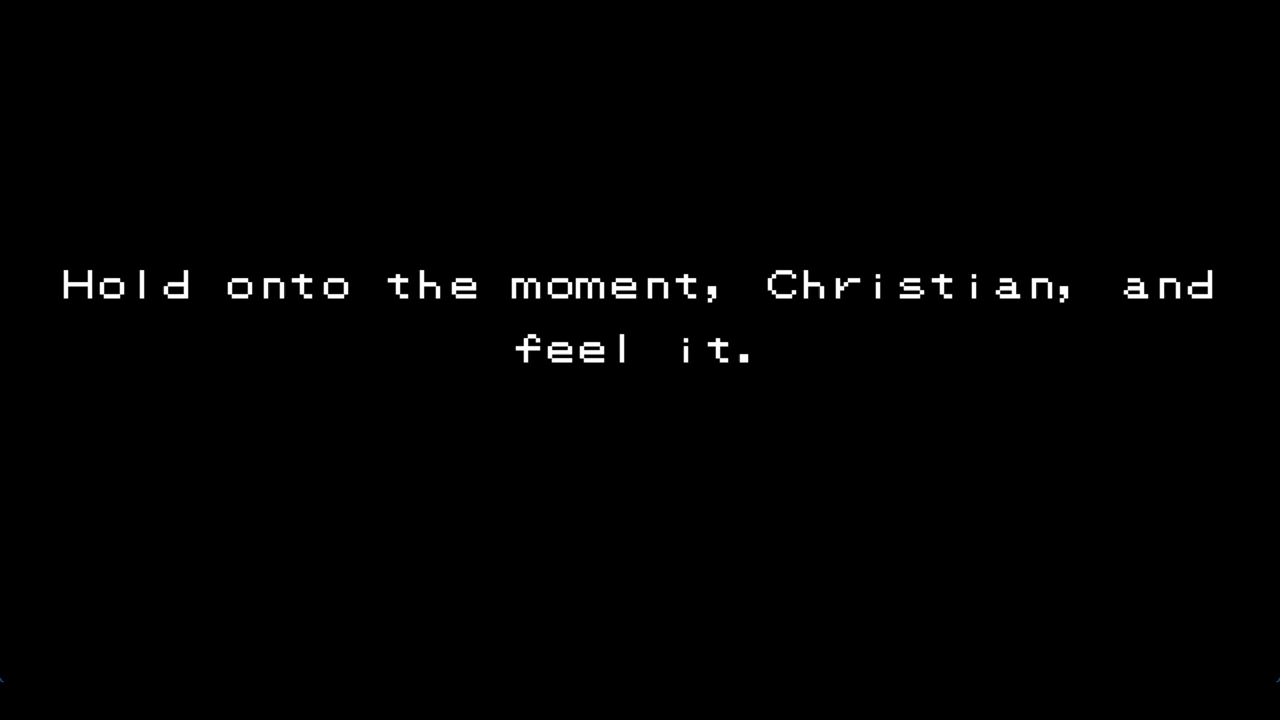 Hold onto the moment, Christian, and
feel it.